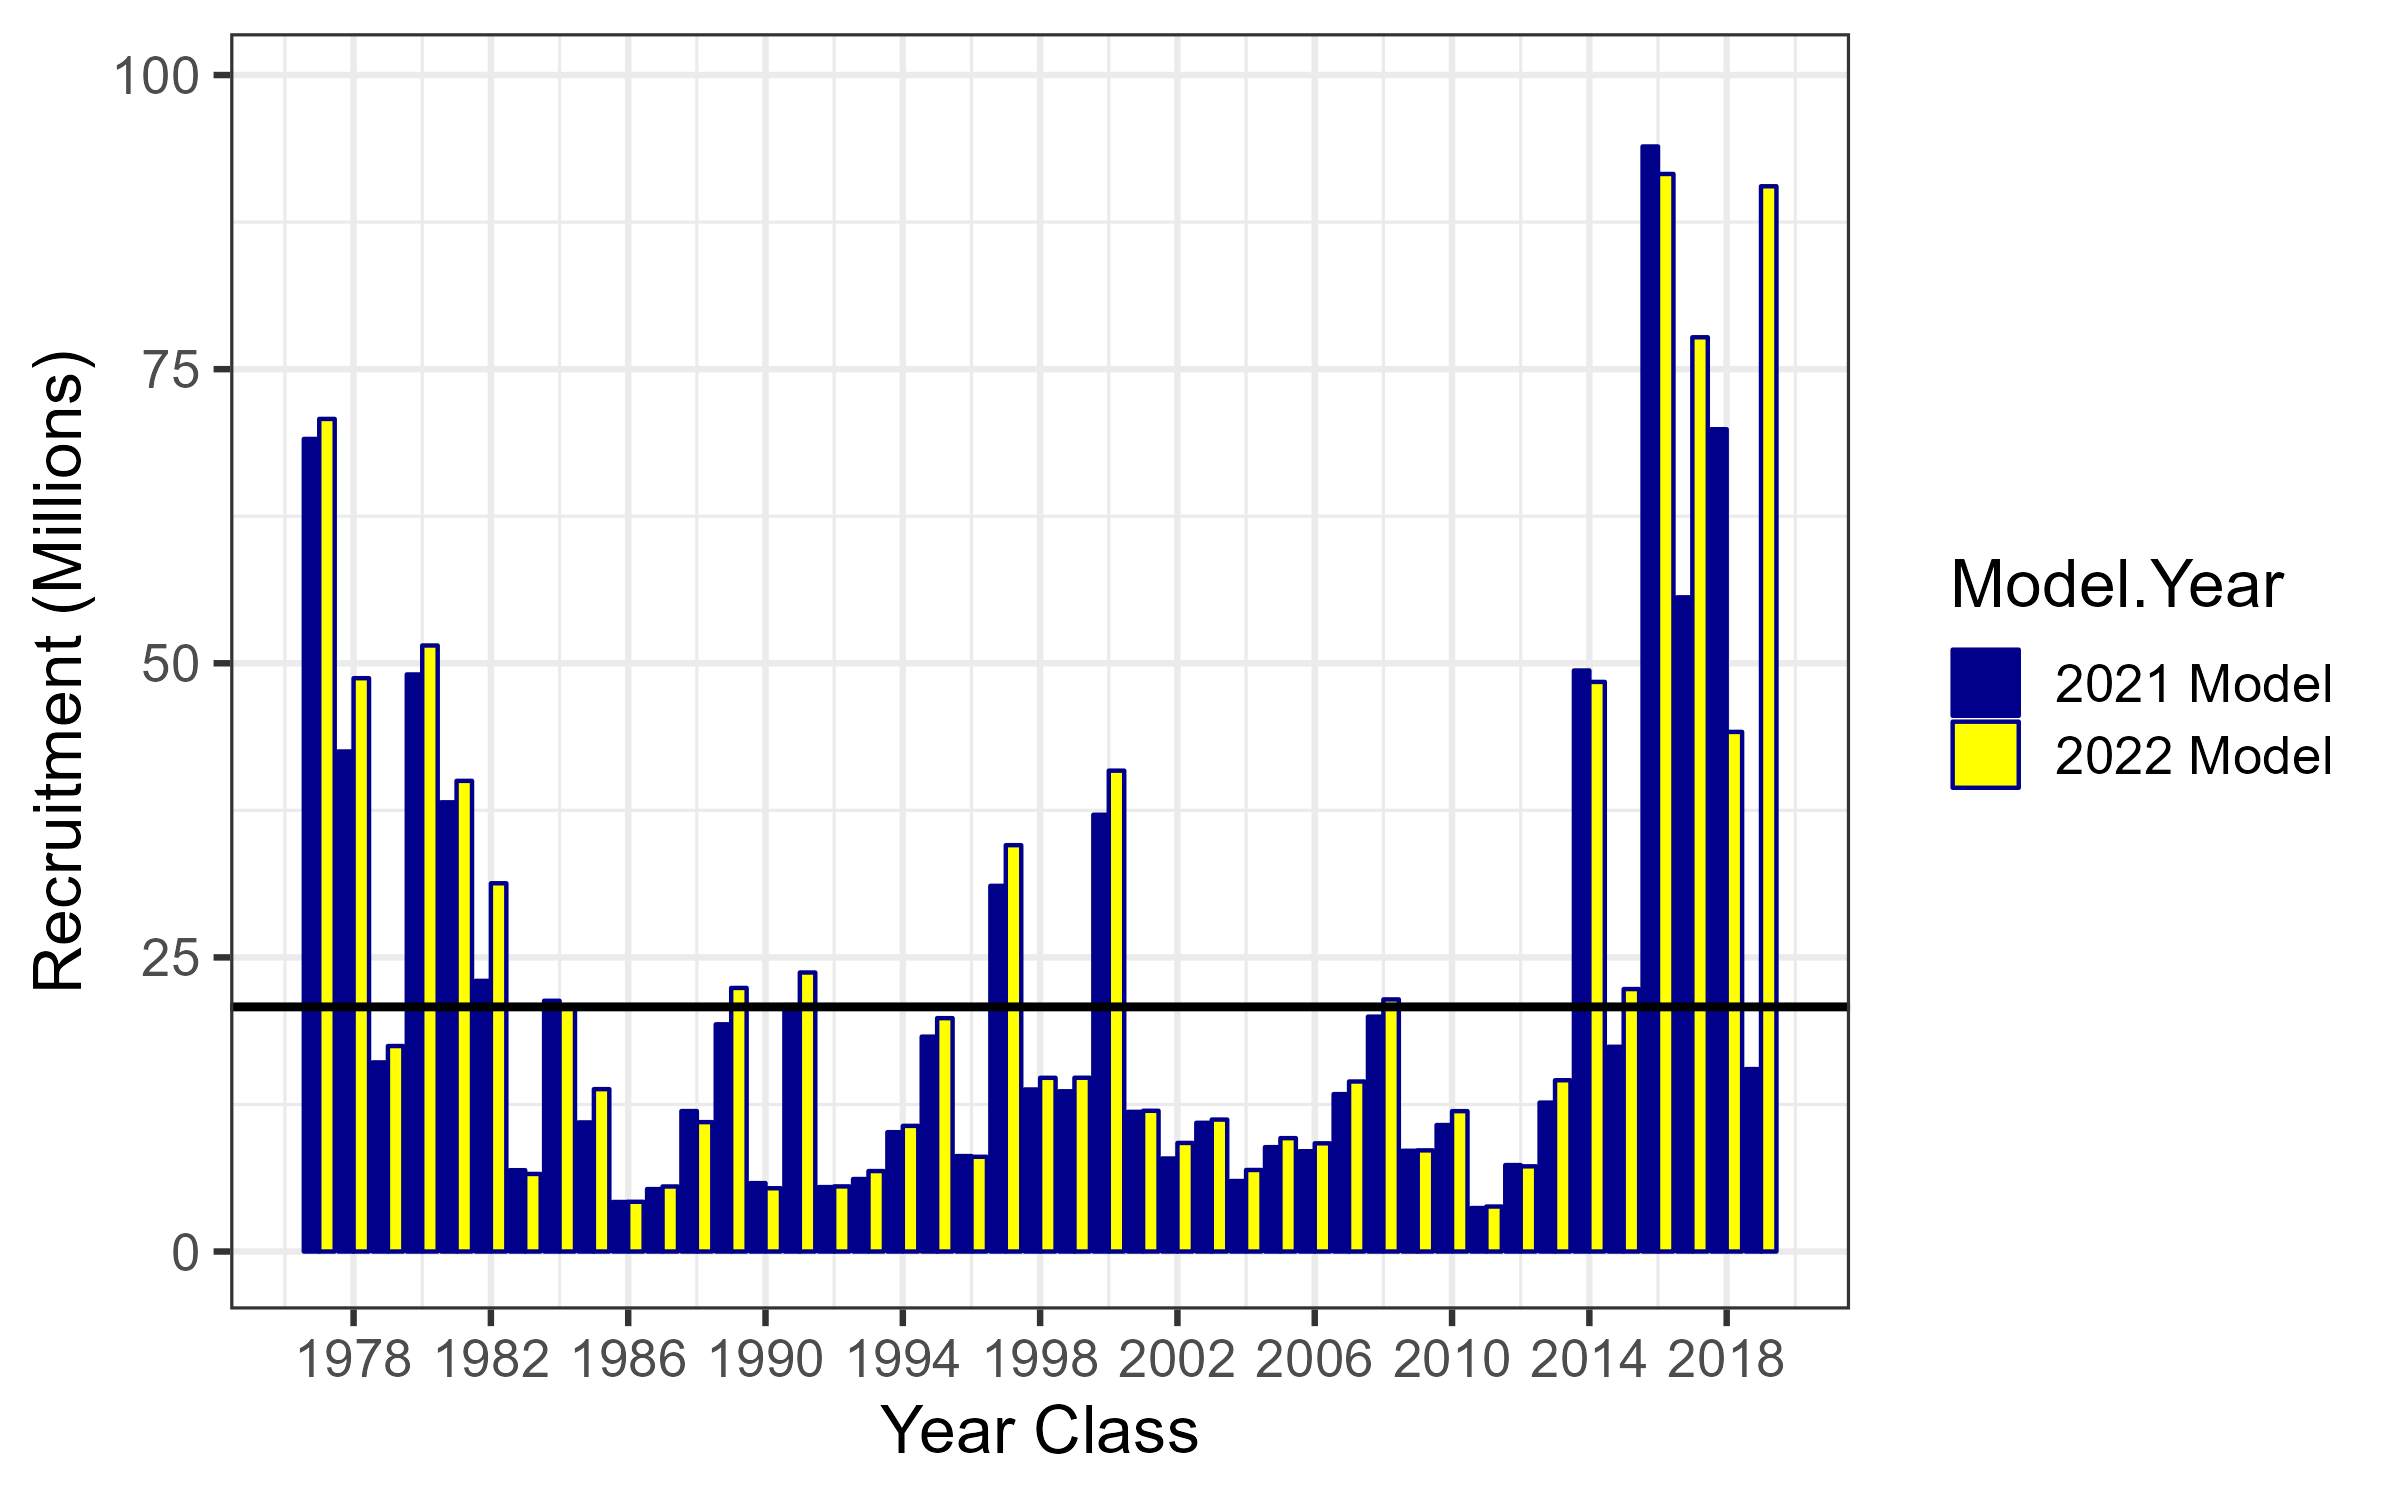 100
75
50
25
0
Recruitment (Millions)
1978 1982 1986 1990 1994 1998 2002 2006 2010 2014 2018
Year Class
Model.Year
2021 Model
2022 Model